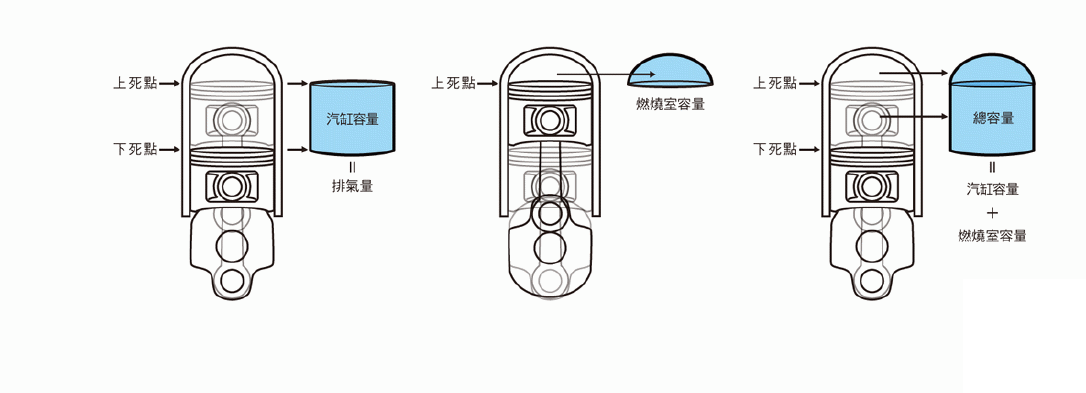 上死點
下死點
汽缸容量
=
排氣量
上死點
燃燒室容量
上死點
下死點
總容量
=
汽缸容量
+
燃燒室容量